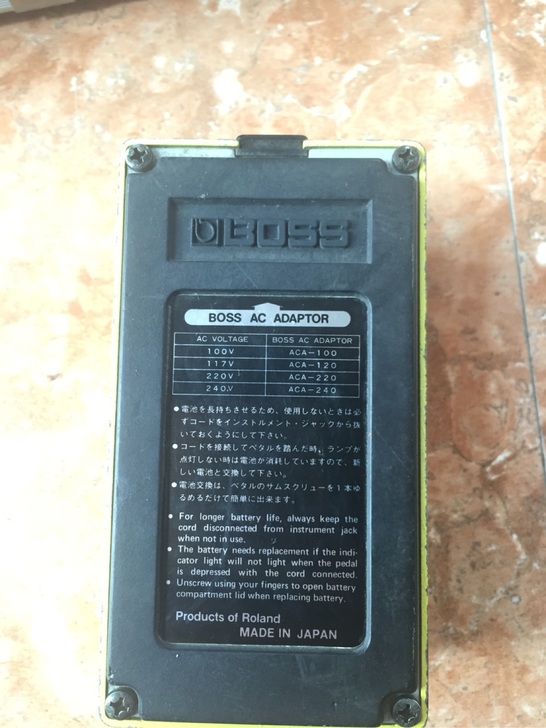 BOSS
BOSS AC ADAPTOR
AC VOLTAGE BOSS AC ADAPTOR
100V ACA-100
117V ACA-120
220V ACA-220
240V ACA-240
●電池を長持ちさせるため、使用しないときは必
ずコードをインストルメント・ジャックから抜
いておくようにして下さい。
●コードを接続してペタルを踏んだ時、ランプが
点灯しない時は電池が消耗していますので、新
しい電池と交換して下さい。
●電池交換は、ペタルのサムスクリューを1本ゆ
るめるだけで簡単に出来ます。
● For longer battery life, always keep the
cord disconnected from instrument jack
when not in use.
● The battery needs replacement if the indi-
cator light will not light when the pedal
is depressed with the cord connected.
● Unscrew using your fingers to open battery
compartment lid when replacing battery.
Products of Roland
MADE IN JAPAN